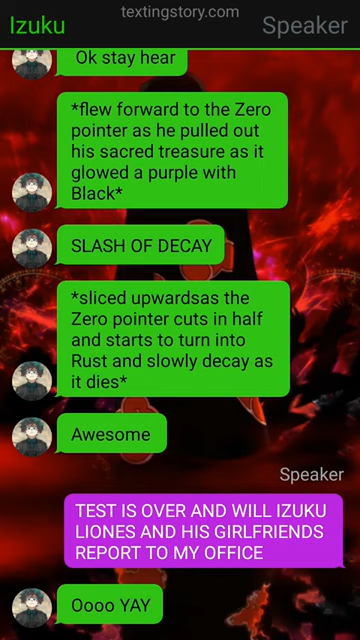 textingstory.com
Izuku
Speaker
Ok stay hear
*flew forward to the Zero
pointer as he pulled out
his sacred treasure as it
glowed a purple with
Black*
SLASH OF DECAY
*sliced upwardsas the
Zero pointer cuts in half
and starts to turn into
Rust and slowly decay as
it dies*
Awesome
Speaker
TEST IS OVER AND WILL IZUKU
LIONES AND HIS GIRLFRIENDS
REPORT TO MY OFFICE
Oooo YAY